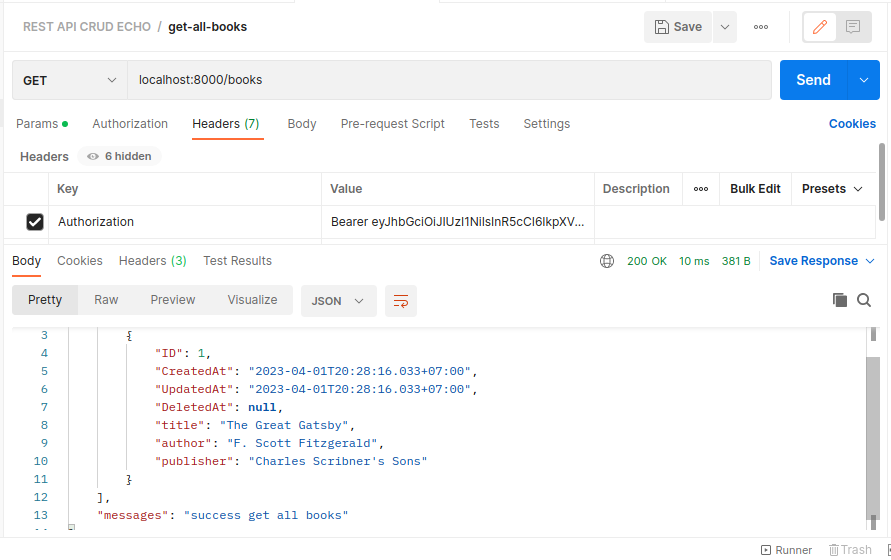 REST API CRUD ECHO / get-all-books
Save
GET
localhost:8000/books
Send
Params
Authorization
Headers (7)
Body
Pre-request Script
Tests
Settings
Cookies
Headers
6 hidden
Key
Value
Description
Bulk Edit
Presets
Authorization
Bearer eyJhbGciOiJIUzI1NiIsInR5cCI6IkpXV...
Body
Cookies
Headers (3)
Test Results
200 OK
10 ms
381 B
Save Response
Pretty
Raw
Preview
Visualize
JSON
3 {
4 "ID": 1,
5 "CreatedAt": "2023-04-01T20:28:16.033+07:00",
6 "UpdatedAt": "2023-04-01T20:28:16.033+07:00",
7 "DeletedAt": null,
8 "title": "The Great Gatsby",
9 "author": "F. Scott Fitzgerald",
10 "publisher": "Charles Scribner's Sons"
11 }
12 ],
13 "messages": "success get all books"
Runner
Trash